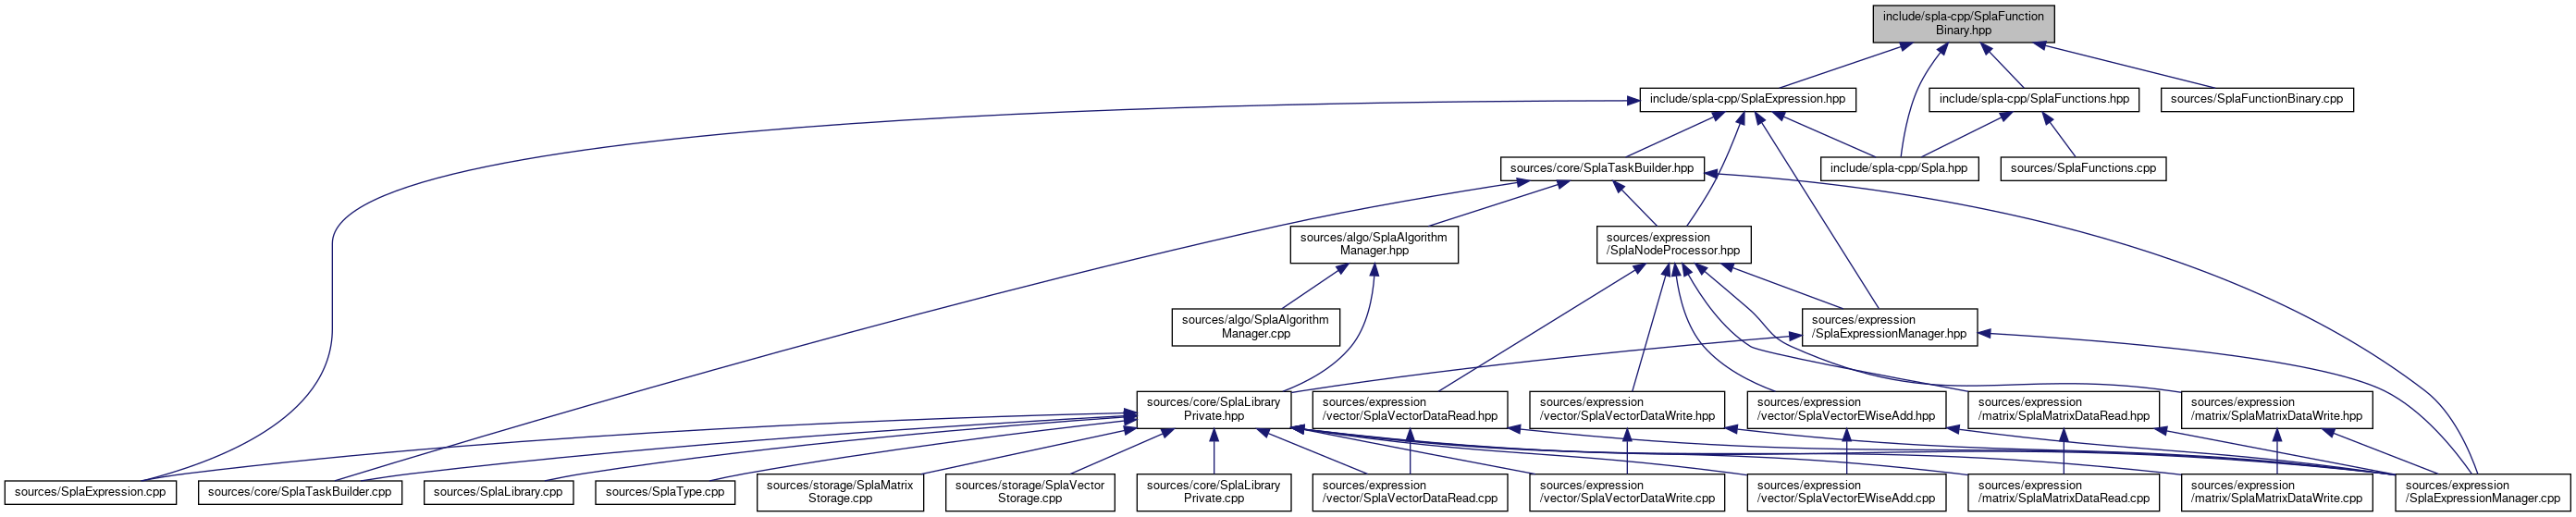 include/spla-cpp/SplaFunction
Binary.hpp
include/spla-cpp/SplaExpression.hpp
include/spla-cpp/SplaFunctions.hpp
sources/SplaFunctionBinary.cpp
sources/core/SplaTaskBuilder.hpp
include/spla-cpp/Spla.hpp
sources/SplaFunctions.cpp
sources/algo/SplaAlgorithm
Manager.hpp
sources/expression
/SplaNodeProcessor.hpp
sources/algo/SplaAlgorithm
Manager.cpp
sources/expression
/SplaExpressionManager.hpp
sources/core/SplaLibrary
Private.hpp
sources/expression
/vector/SplaVectorDataRead.hpp
sources/expression
/vector/SplaVectorDataWrite.hpp
sources/expression
/vector/SplaVectorEWiseAdd.hpp
sources/expression
/matrix/SplaMatrixDataRead.hpp
sources/expression
/matrix/SplaMatrixDataWrite.hpp
sources/SplaExpression.cpp
sources/core/SplaTaskBuilder.cpp
sources/SplaLibrary.cpp
sources/SplaType.cpp
sources/storage/SplaMatrix
Storage.cpp
sources/storage/SplaVector
Storage.cpp
sources/core/SplaLibrary
Private.cpp
sources/expression
/vector/SplaVectorDataRead.cpp
sources/expression
/vector/SplaVectorDataWrite.cpp
sources/expression
/vector/SplaVectorEWiseAdd.cpp
sources/expression
/matrix/SplaMatrixDataRead.cpp
sources/expression
/matrix/SplaMatrixDataWrite.cpp
sources/expression
/SplaExpressionManager.cpp